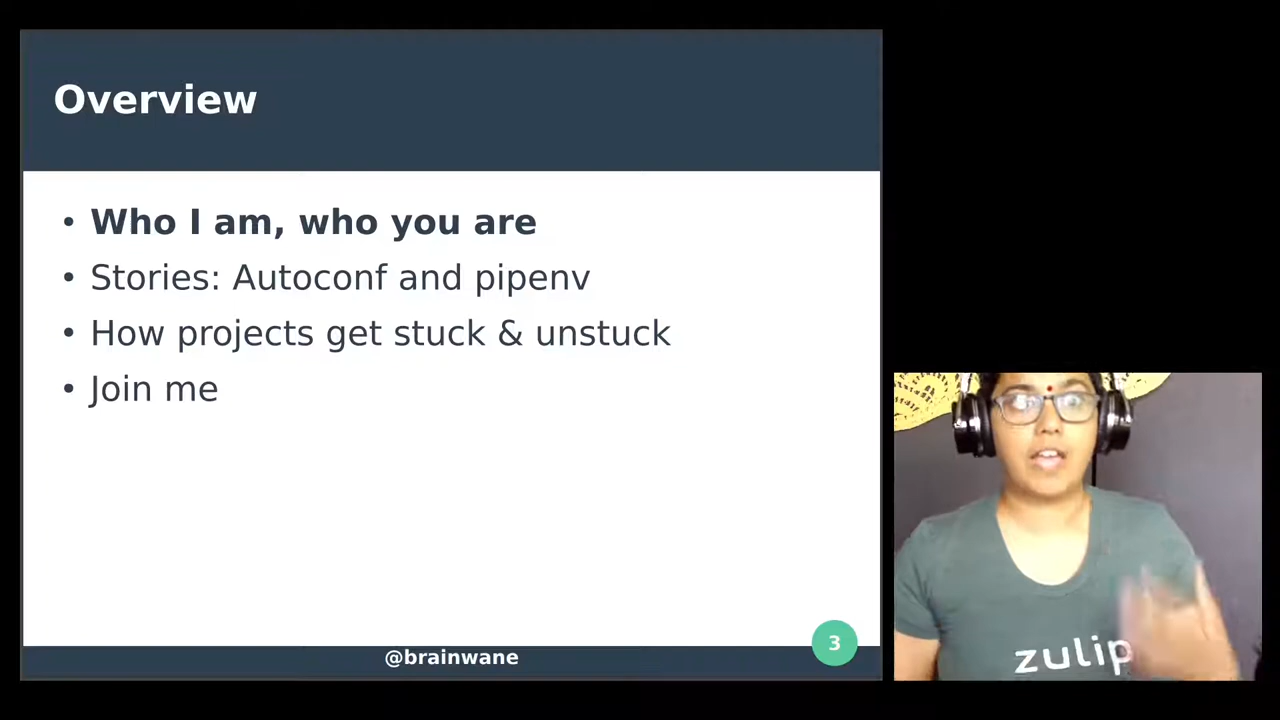 Overview
• Who I am, who you are
• Stories: Autoconf and pipenv
• How projects get stuck & unstuck
• Join me
3
@brainwane
zulip